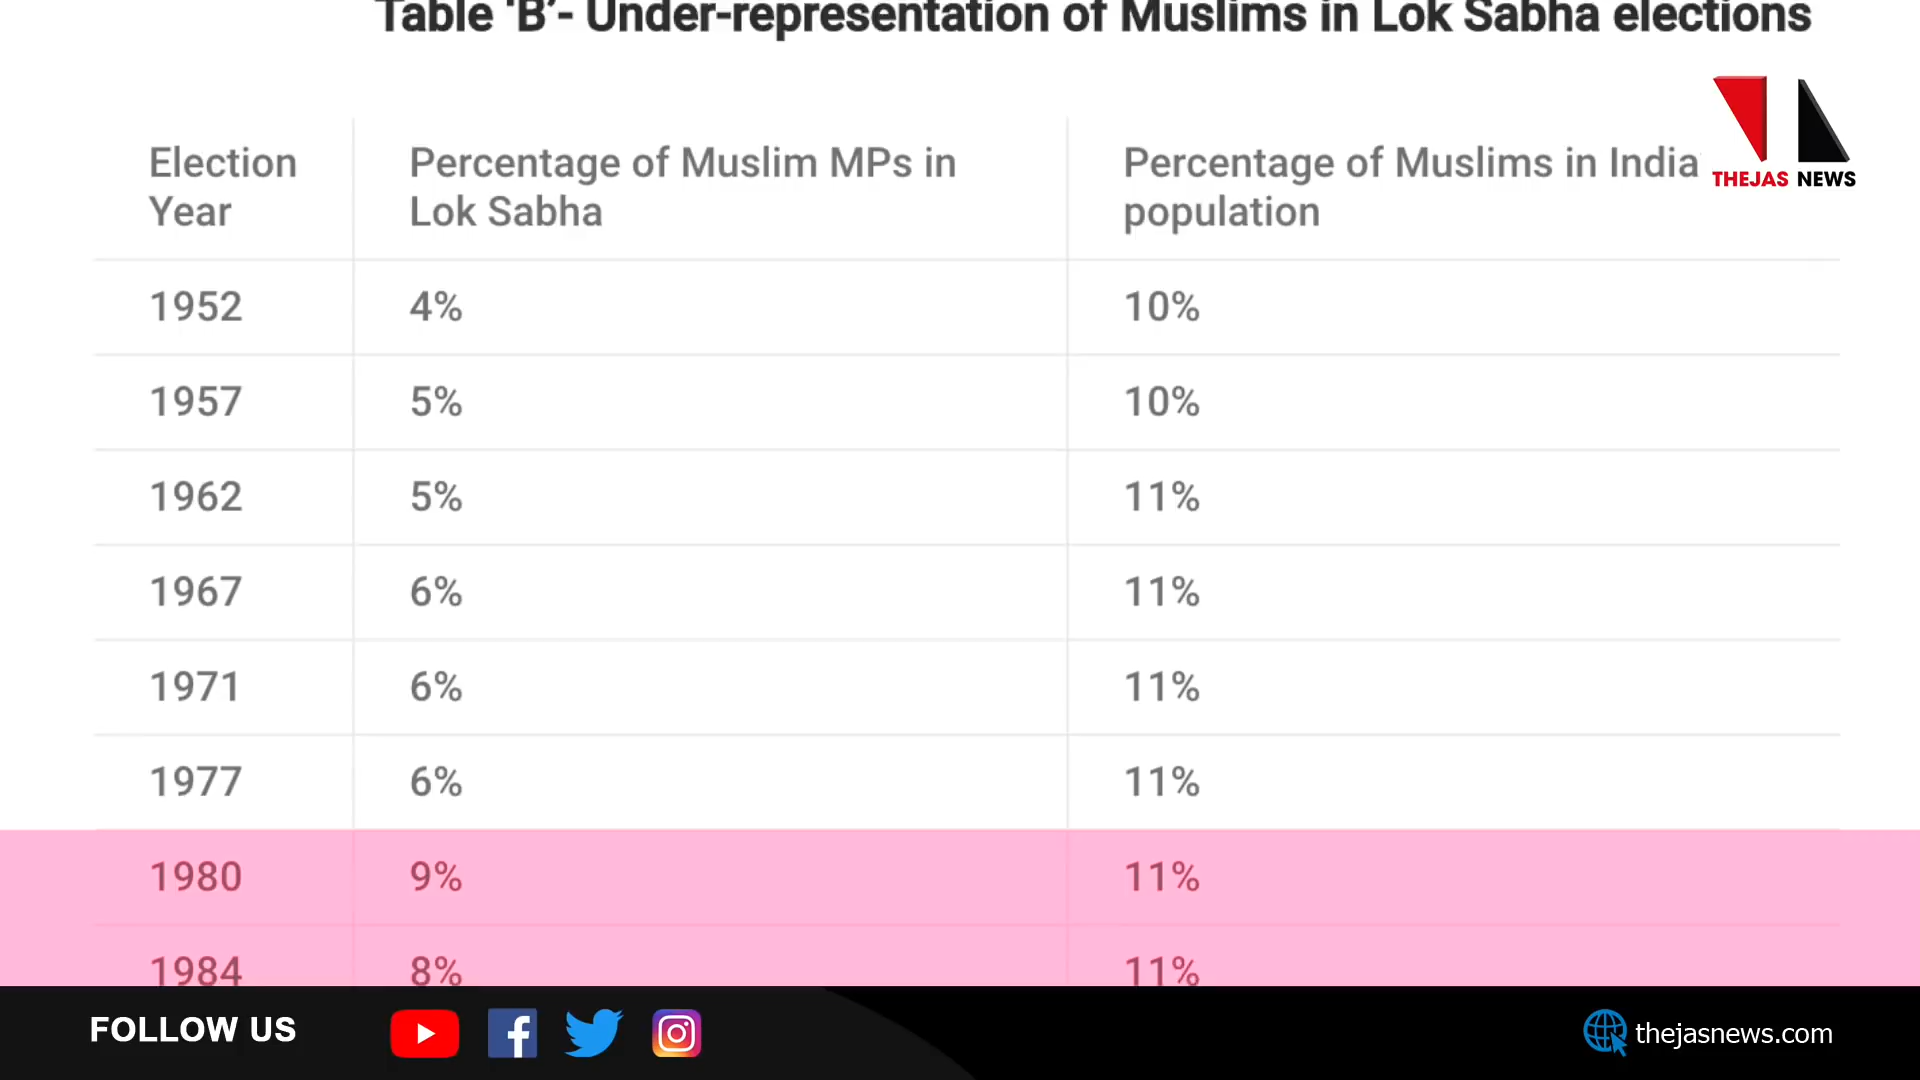 Table 'B'- Under-representation of Muslims in Lok Sabha elections
THEJAS NEWS
Election Year
Percentage of Muslim MPs in Lok Sabha
Percentage of Muslims in India population
1952 4% 10%
1957 5% 10%
1962 5% 11%
1967 6% 11%
1971 6% 11%
1977 6% 11%
1980 9% 11%
1984 8% 11%
FOLLOW US
thejasnews.com